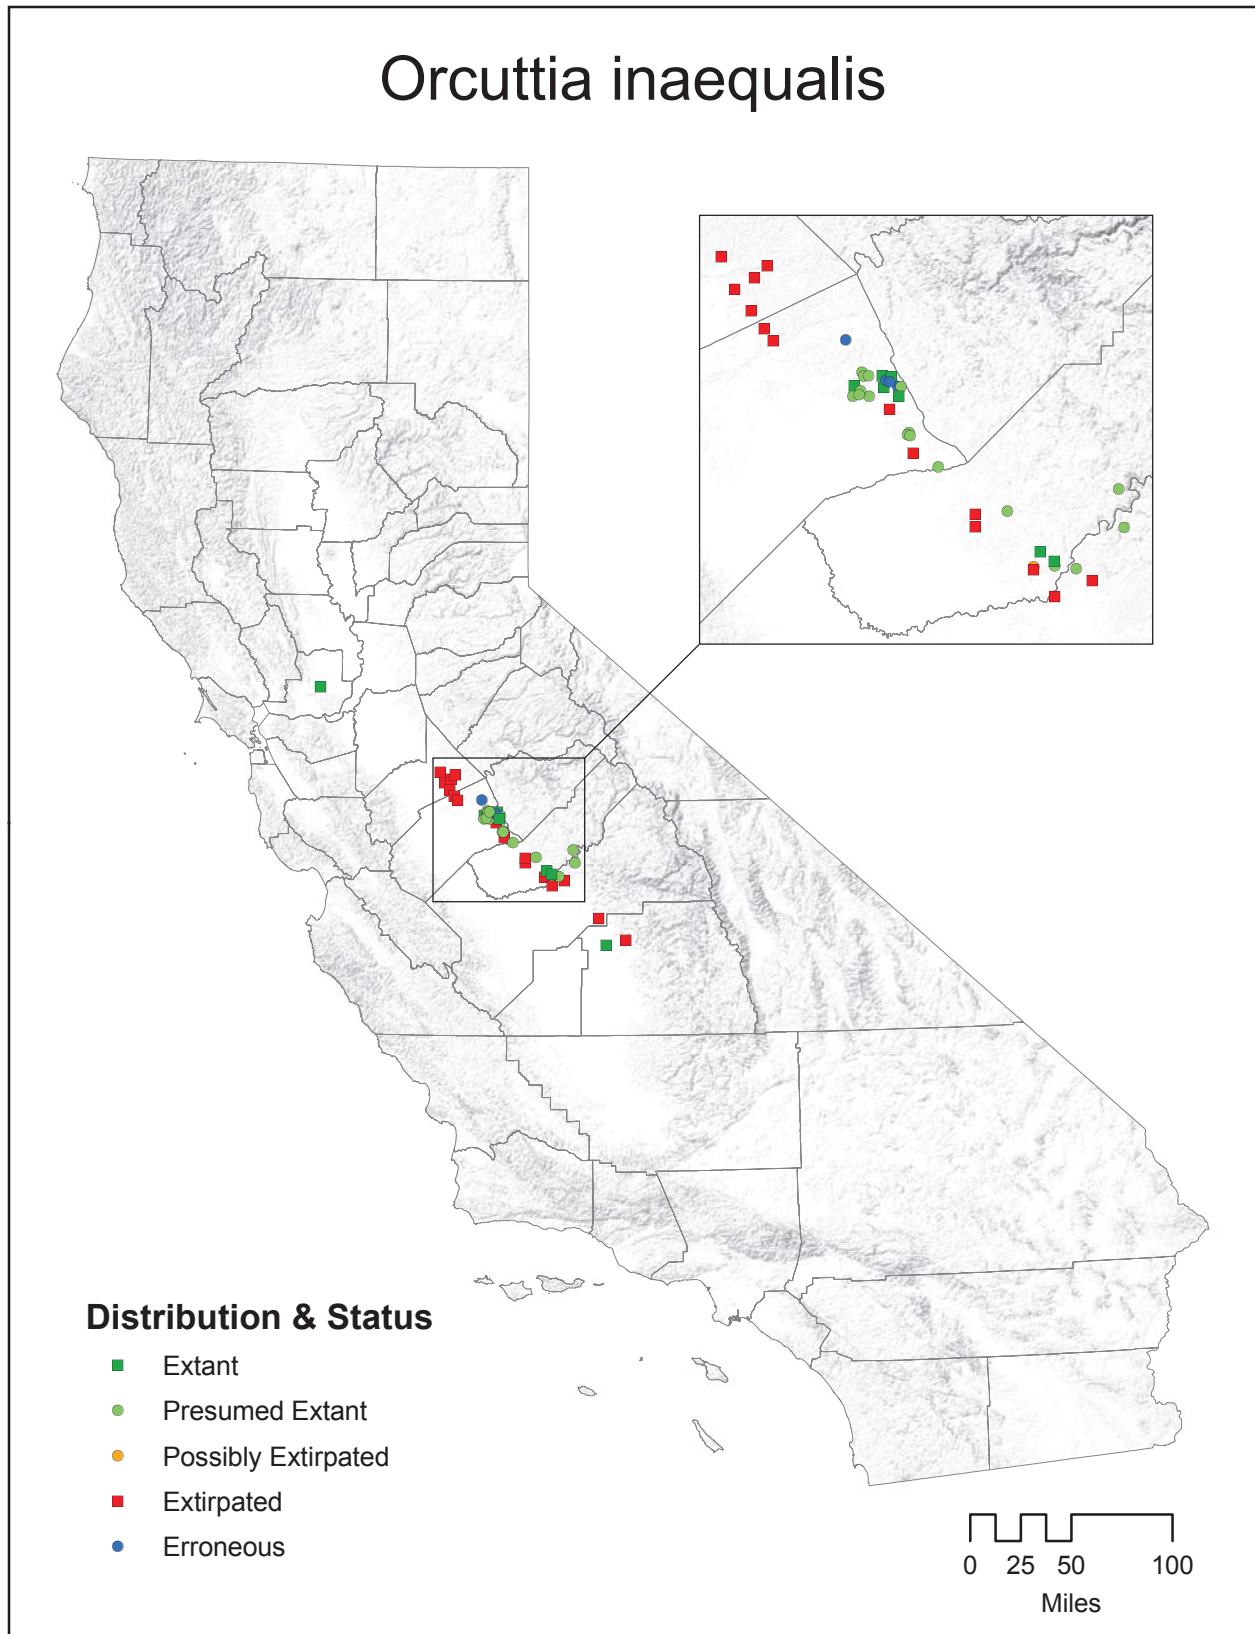 Orcuttia inaequalis
Distribution & Status
Extant
Presumed Extant
Possibly Extirpated
Extirpated
Erroneous
0 25 50 100
Miles